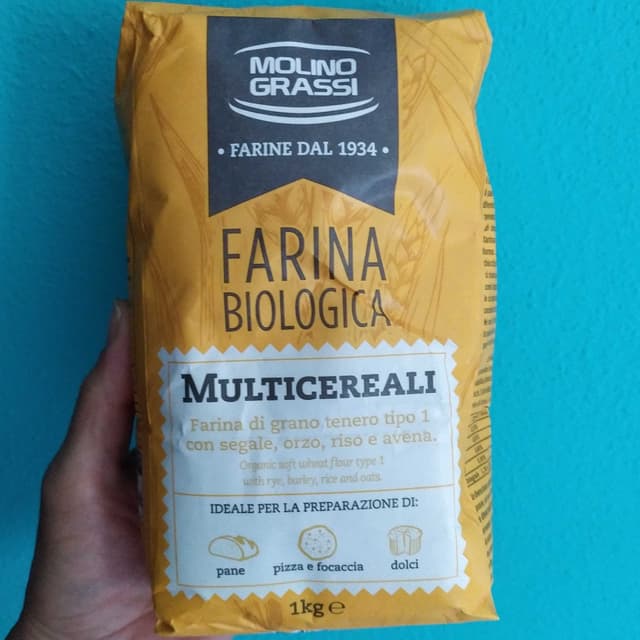 MOLINO
GRASSI
• FARINE DAL 1934 •
FARINA
BIOLOGICA
MULTICEREALI
Farina di grano tenero tipo 1
con segale, orzo, riso e avena.
Organic soft wheat flour type 1
with rye, barley, rice and oats.
IDEALE PER LA PREPARAZIONE DI:
pane
pizza e focaccia
dolci
1kg e